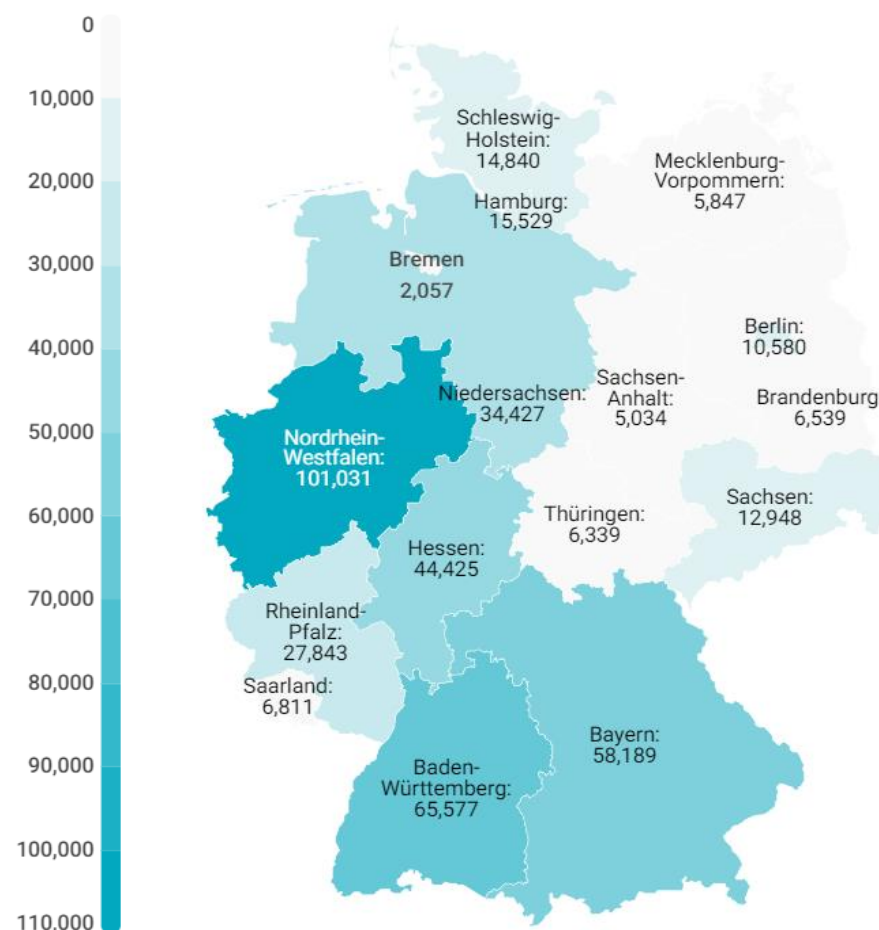 0
10,000
20,000
30,000
40,000
50,000
60,000
70,000
80,000
90,000
100,000
110,000
Schleswig-
Holstein:
14,840
Mecklenburg-
Vorpommern:
5,847
Hamburg:
15,529
Bremen
2,057
Berlin:
10,580
Niedersachsen:
34,427
Sachsen-
Anhalt:
5,034
Brandenburg
6,539
Nordrhein-
Westfalen:
101,031
Sachsen:
12,948
Thüringen:
6,339
Hessen:
44,425
Rheinland-
Pfalz:
27,843
Saarland:
6,811
Bayern:
58,189
Baden-
Württemberg:
65,577